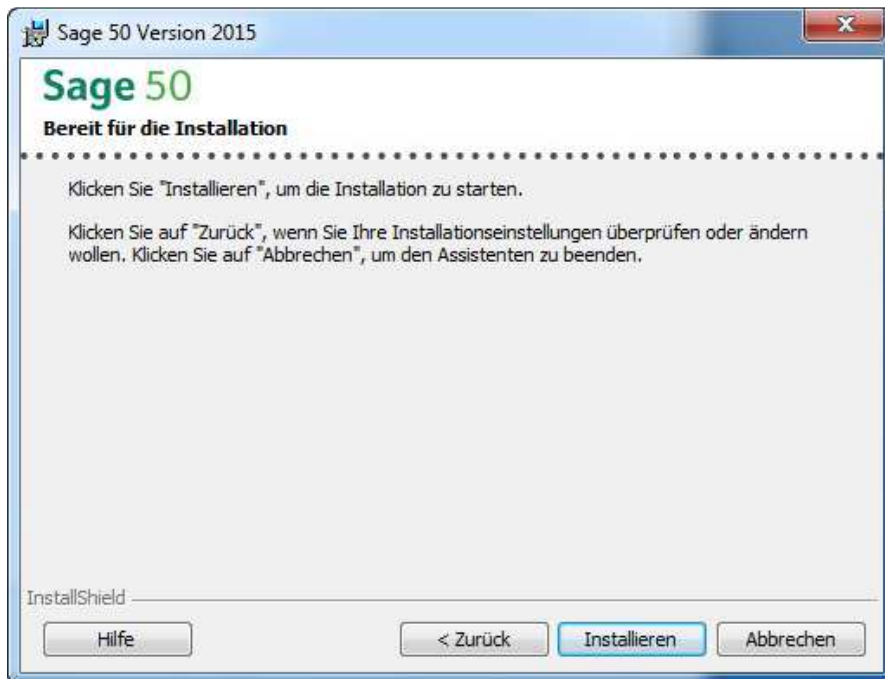 Sage 50 Version 2015
Sage 50
Bereit für die Installation
Klicken Sie "Installieren", um die Installation zu starten.
Klicken Sie auf "Zurück", wenn Sie Ihre Installationseinstellungen überprüfen oder ändern
wollen. Klicken Sie auf "Abbrechen", um den Assistenten zu beenden.
InstallShield
Hilfe
< Zurück
Installieren
Abbrechen